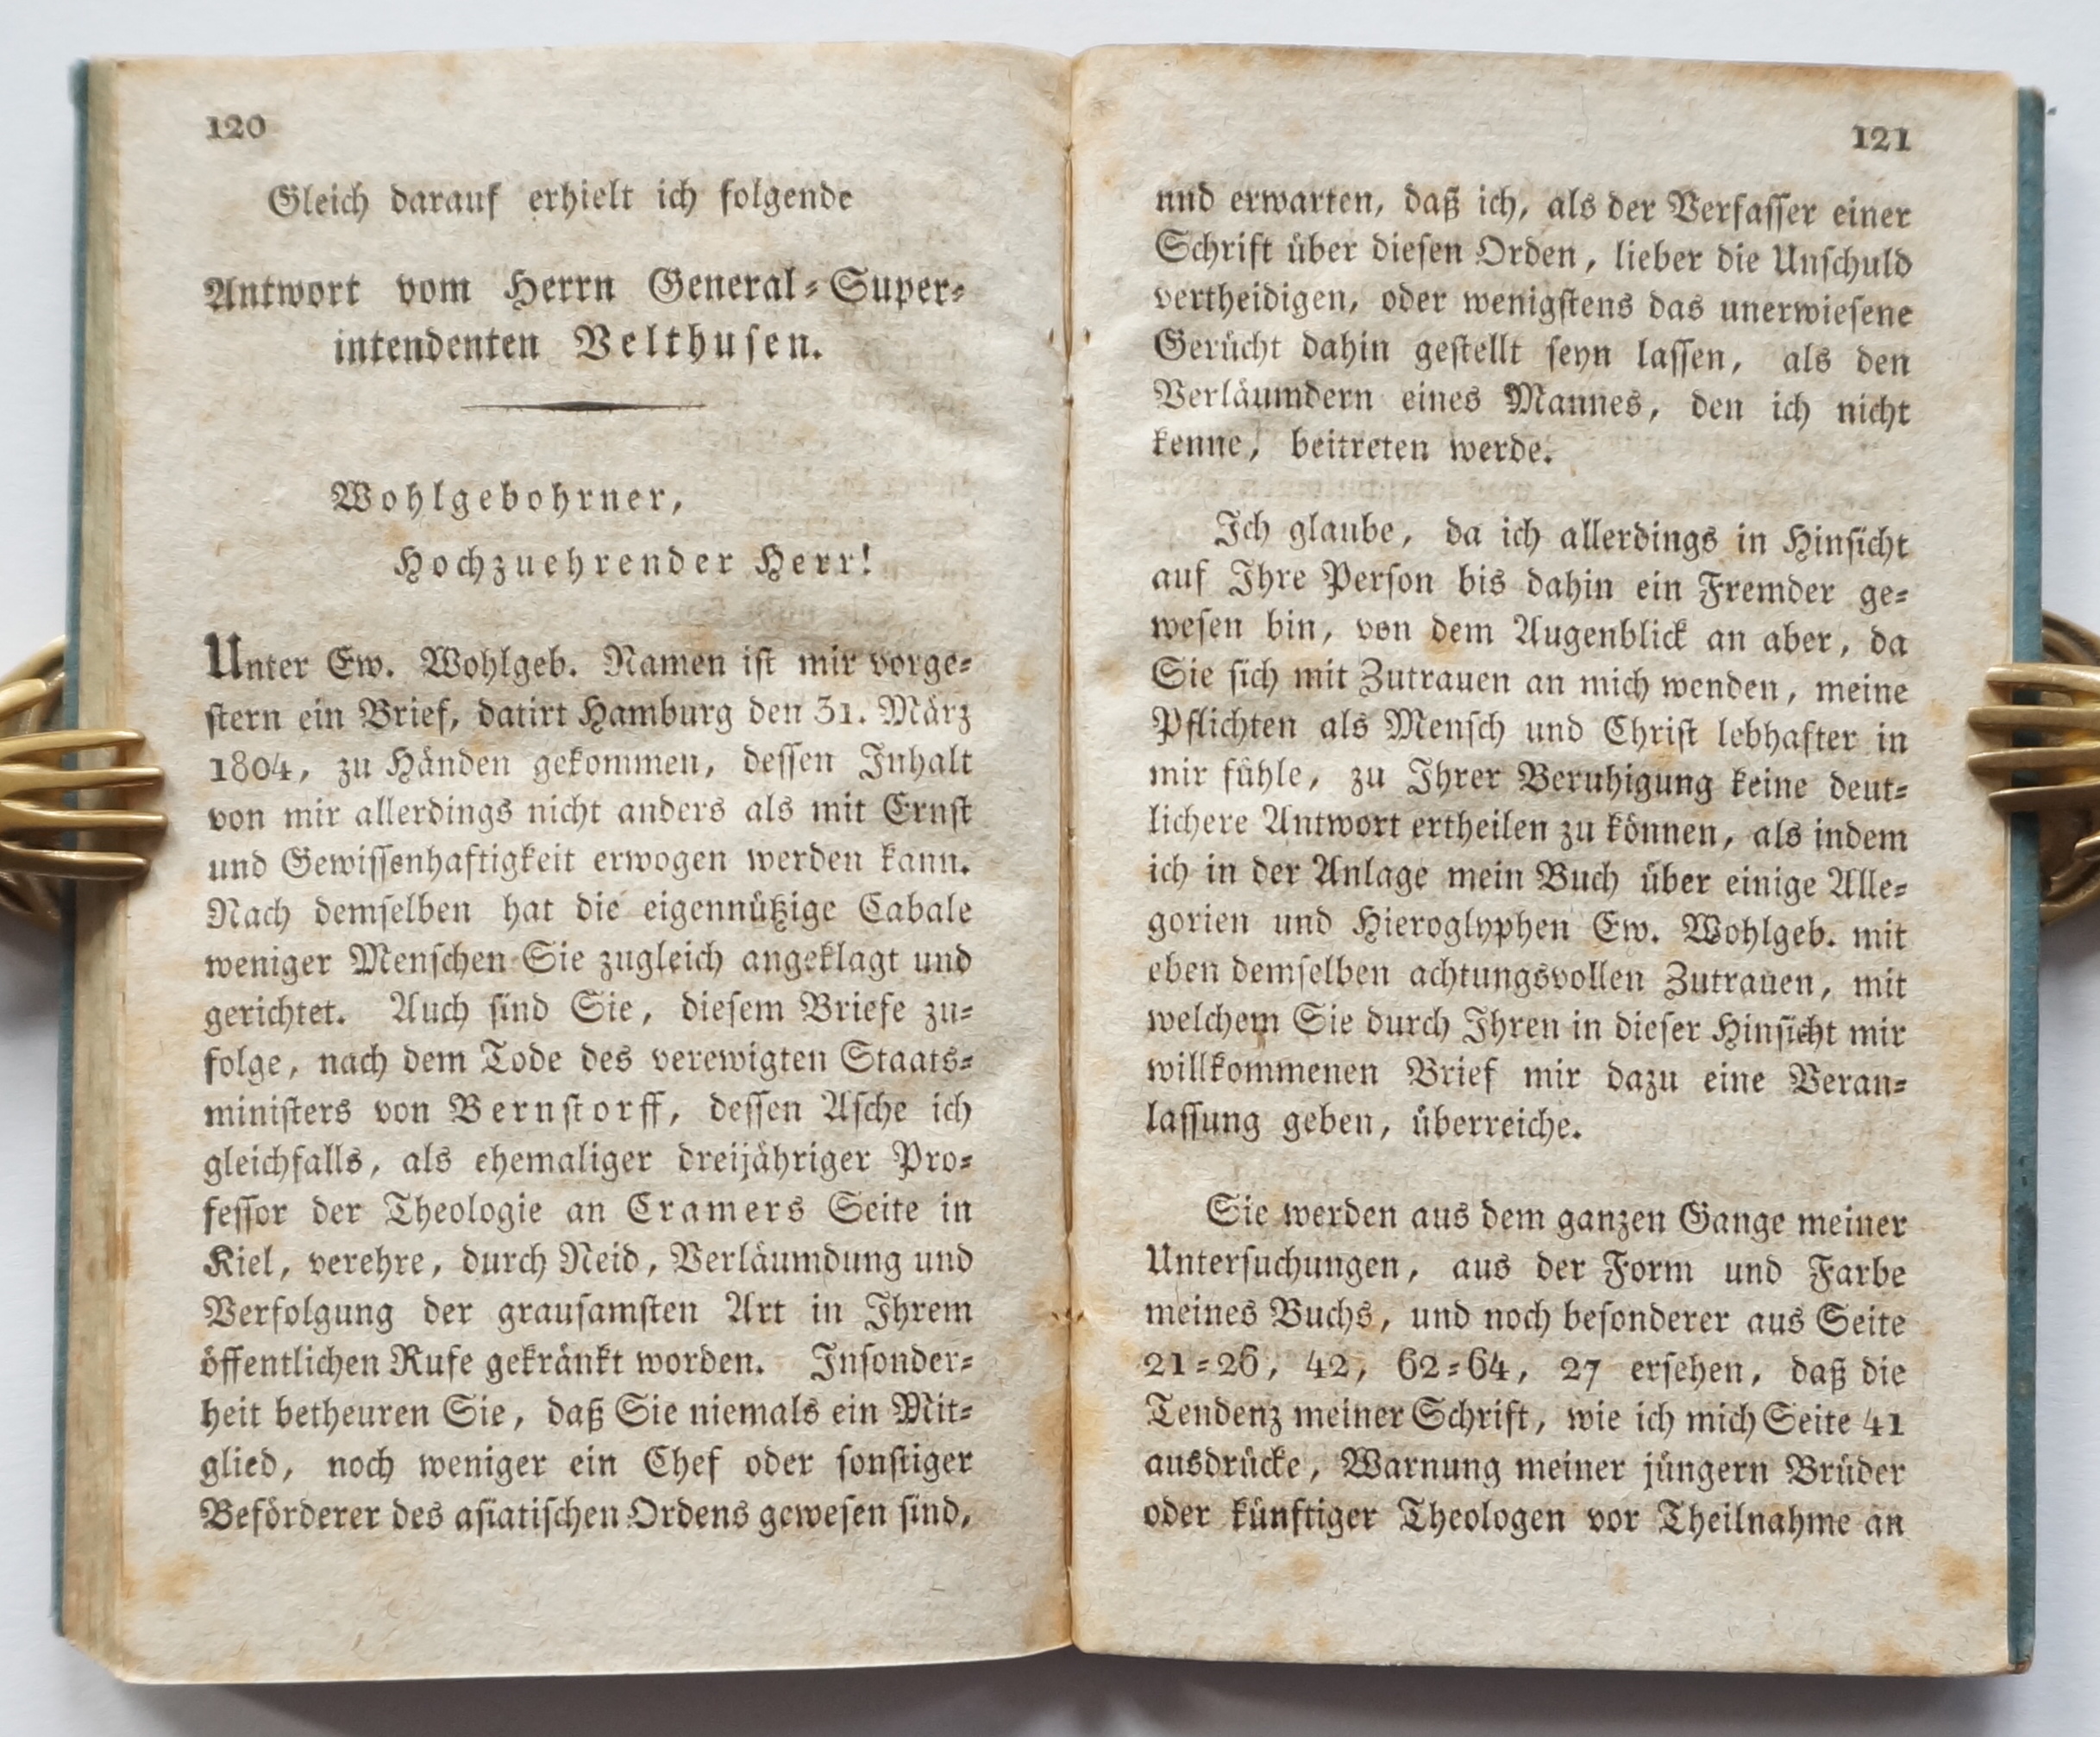 120
Gleich darauf erhielt ich folgende
Antwort vom Herrn General-Super-
intendenten Velthusen.
Wohlgebohrner,
Hochzuehrender Herr!
Unter Ew. Wohlgeb. Namen ist mir vorge-
stern ein Brief, datirt Hamburg den 31. März
1804, zu Händen gekommen, dessen Inhalt
von mir allerdings nicht anders als mit Ernst
und Gewissenhaftigkeit erwogen werden kann.
Nach demselben hat die eigennützige Cabale
weniger Menschen Sie zugleich angeklagt und
gerichtet. Auch sind Sie, diesem Briefe zu-
folge, nach dem Tode des verewigten Staats-
ministers von Bernstorff, dessen Asche ich
gleichfalls, als ehemaliger dreijähriger Pro-
fessor der Theologie an Cramers Seite in
Kiel, verehre, durch Neid, Verläumdung und
Verfolgung der grausamsten Art in Ihrem
öffentlichen Rufe gekränkt worden. Insonder-
heit betheuren Sie, daß Sie niemals ein Mit-
glied, noch weniger ein Chef oder sonstiger
Beförderer des asiatischen Ordens gewesen sind,
121
und erwarten, daß ich, als der Verfasser einer
Schrift über diesen Orden, lieber die Unschuld
vertheidigen, oder wenigstens das unerwiesene
Gerücht dahin gestellt seyn lassen, als den
Verläumdern eines Mannes, den ich nicht
kenne, beitreten werde.
Ich glaube, da ich allerdings in Hinsicht
auf Ihre Person bis dahin ein Fremder ge-
wesen bin, von dem Augenblick an aber, da
Sie sich mit Zutrauen an mich wenden, meine
Pflichten als Mensch und Christ lebhafter in
mir fühle, zu Ihrer Beruhigung keine deut-
lichere Antwort ertheilen zu können, als indem
ich in der Anlage mein Buch über einige Alle-
gorien und Hieroglyphen Ew. Wohlgeb. mit
eben demselben achtungsvollen Zutrauen, mit
welchem Sie durch Ihren in dieser Hinsicht mir
willkommenen Brief mir dazu eine Veran-
lassung geben, überreiche.
Sie werden aus dem ganzen Gange meiner
Untersuchungen, aus der Form und Farbe
meines Buchs, und noch besonderer aus Seite
21-26, 42, 62-64, 27 ersehen, daß die
Tendenz meiner Schrift, wie ich mich Seite 41
ausdrücke, Warnung meiner jüngern Brüder
oder künftiger Theologen vor Theilnahme an